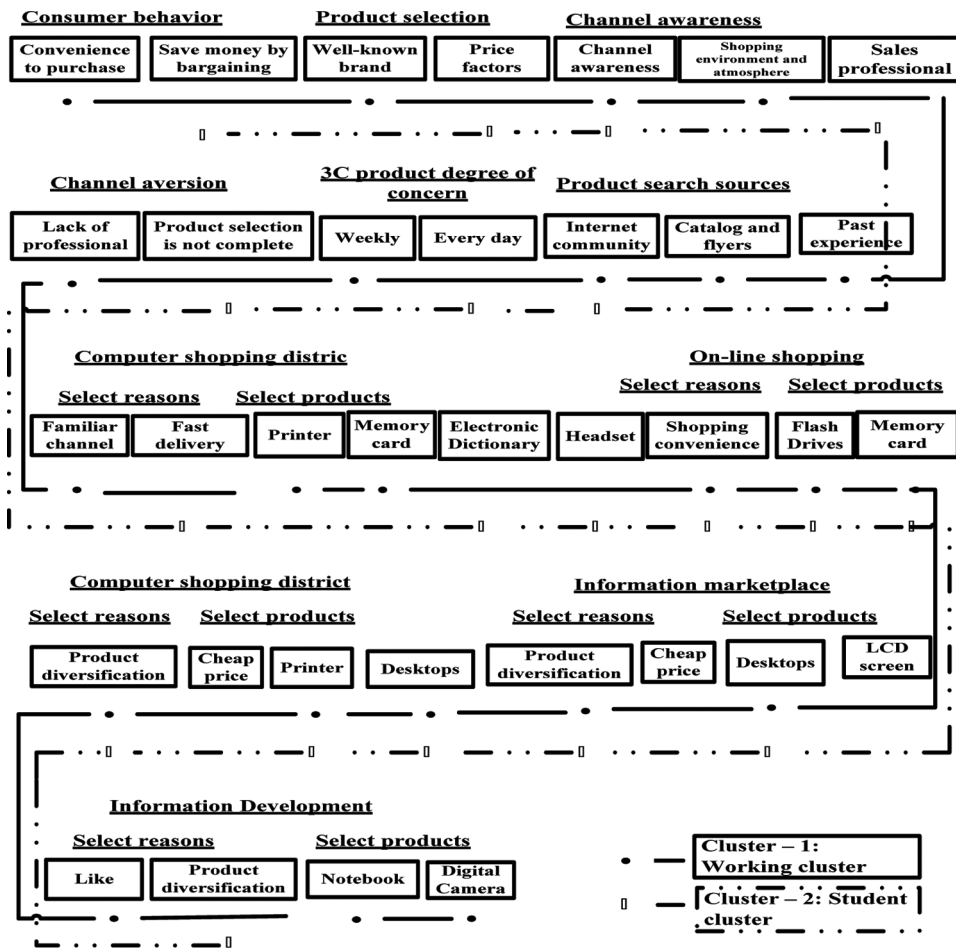 Consumer behavior Product selection Channel awareness
Convenience to purchase
Save money by bargaining
Well-known brand
Price factors
Channel awareness
Shopping environment and atmosphere
Sales professional
Channel aversion
3C product degree of concern
Product search sources
Lack of professional
Product selection is not complete
Weekly
Every day
Internet community
Catalog and flyers
Past experience
Computer shopping distric
On-line shopping
Select reasons
Select products
Select reasons
Select products
Familiar channel
Fast delivery
Printer
Memory card
Electronic Dictionary
Headset
Shopping convenience
Flash Drives
Memory card
Computer shopping district
Information marketplace
Select reasons
Select products
Select reasons
Select products
Product diversification
Cheap price
Printer
Desktops
Product diversification
Cheap price
Desktops
LCD screen
Information Development
Select reasons
Select products
Like
Product diversification
Notebook
Digital Camera
Cluster – 1:
Working cluster
Cluster – 2: Student
cluster